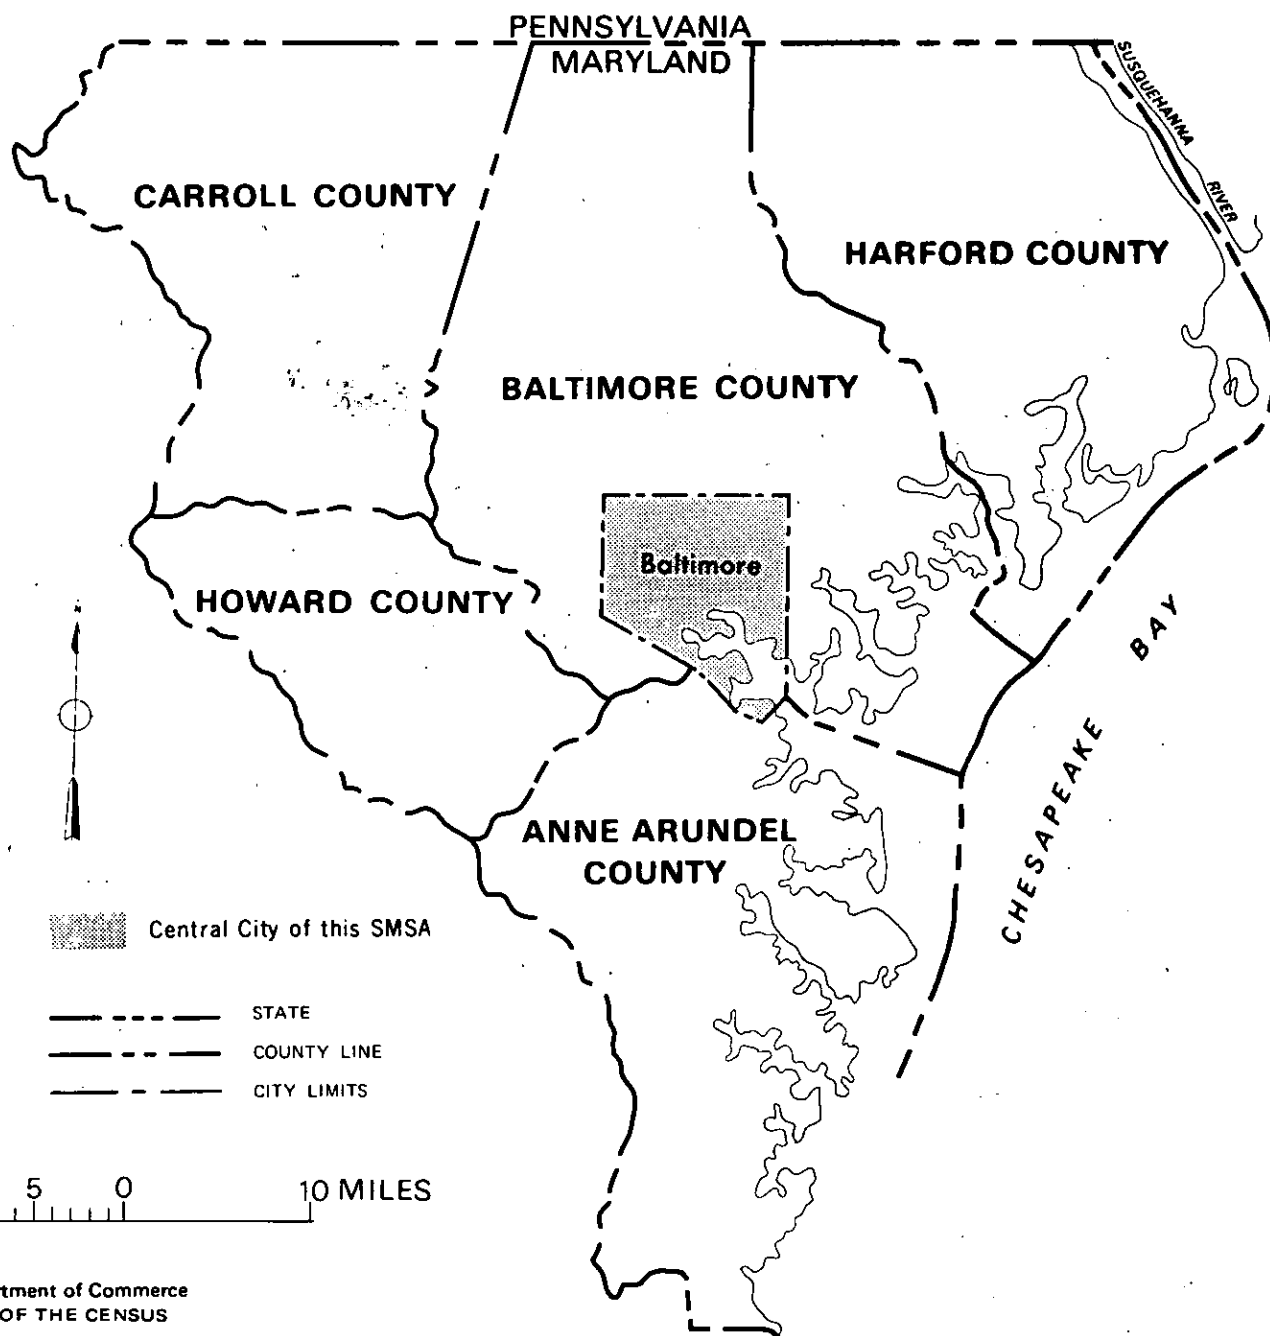 PENNSYLVANIA
MARYLAND
SUSQUEHANNA
RIVER
CARROLL COUNTY
HARFORD COUNTY
BALTIMORE COUNTY
Baltimore
HOWARD COUNTY
CHESAPEAKE BAY
ANNE ARUNDEL
COUNTY
Central City of this SMSA
STATE
COUNTY LINE
CITY LIMITS
5 0 10 MILES
rtment of Commerce
OF THE CENSUS